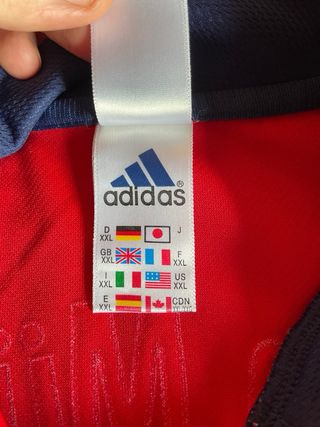 adidas®
D J
XXL
GB F
XXL XXL
I US
XXL XXL
E CDN
XXL